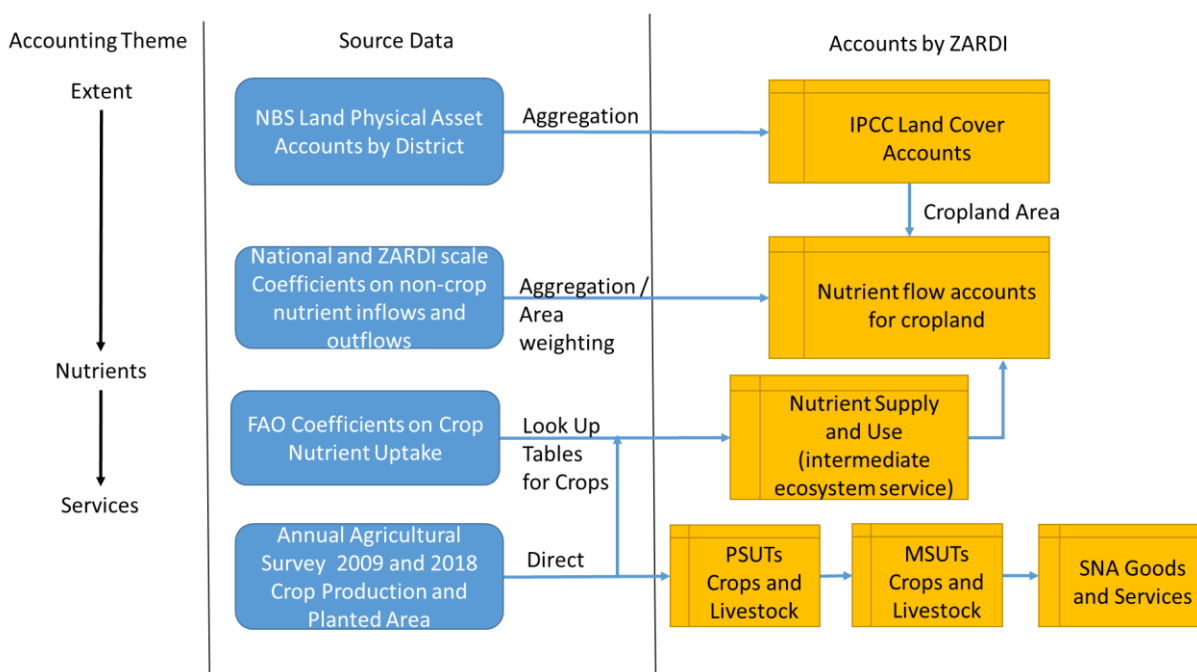 Accounting Theme
Source Data
Accounts by ZARDI
Extent
Nutrients
Services
NBS Land Physical Asset
Accounts by District
Aggregation
IPCC Land Cover
Accounts
Cropland Area
National and ZARDI scale
Coefficients on non-crop
nutrient inflows and
outflows
Aggregation /
Area
weighting
Nutrient flow accounts
for cropland
FAO Coefficients on Crop
Nutrient Uptake
Look Up
Tables
for Crops
Nutrient Supply
and Use
(intermediate
ecosystem service)
Annual Agricultural
Survey 2009 and 2018
Crop Production and
Planted Area
Direct
PSUTs
Crops and
Livestock
MSUTs
Crops and
Livestock
SNA Goods
and Services